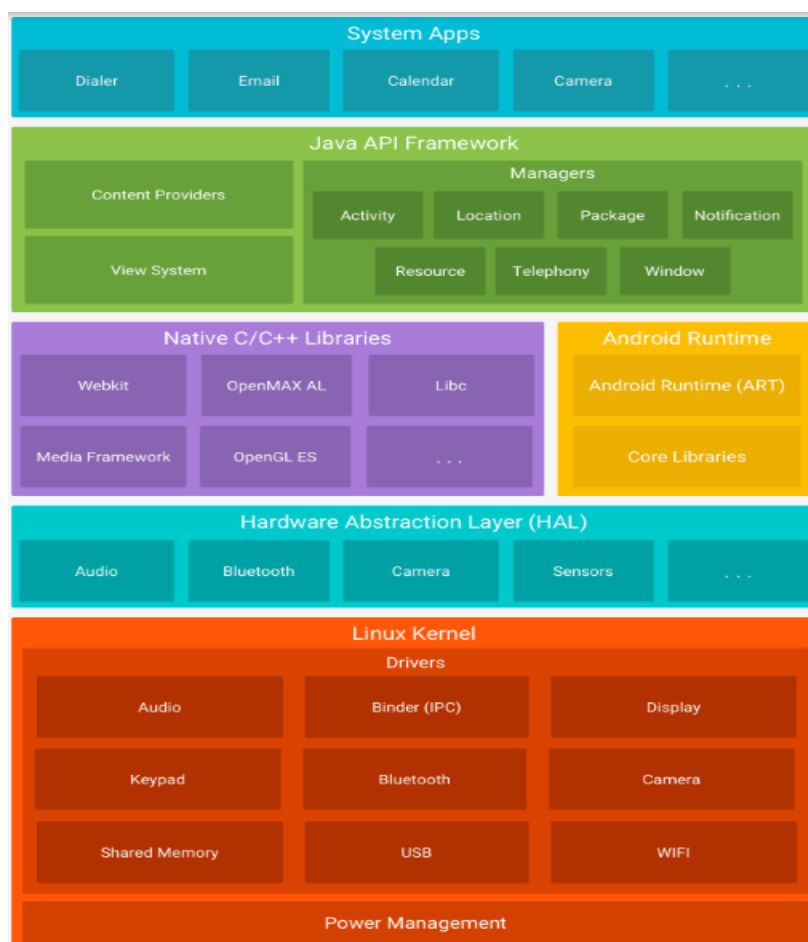 System Apps
Dialer Email Calendar Camera . . .
Java API Framework
Content Providers
View System
Managers
Activity Location Package Notification
Resource Telephony Window
Native C/C++ Libraries
Webkit OpenMAX AL Libc
Media Framework OpenGL ES . . .
Android Runtime
Android Runtime (ART)
Core Libraries
Hardware Abstraction Layer (HAL)
Audio Bluetooth Camera Sensors . . .
Linux Kernel
Drivers
Audio Binder (IPC) Display
Keypad Bluetooth Camera
Shared Memory USB WIFI
Power Management